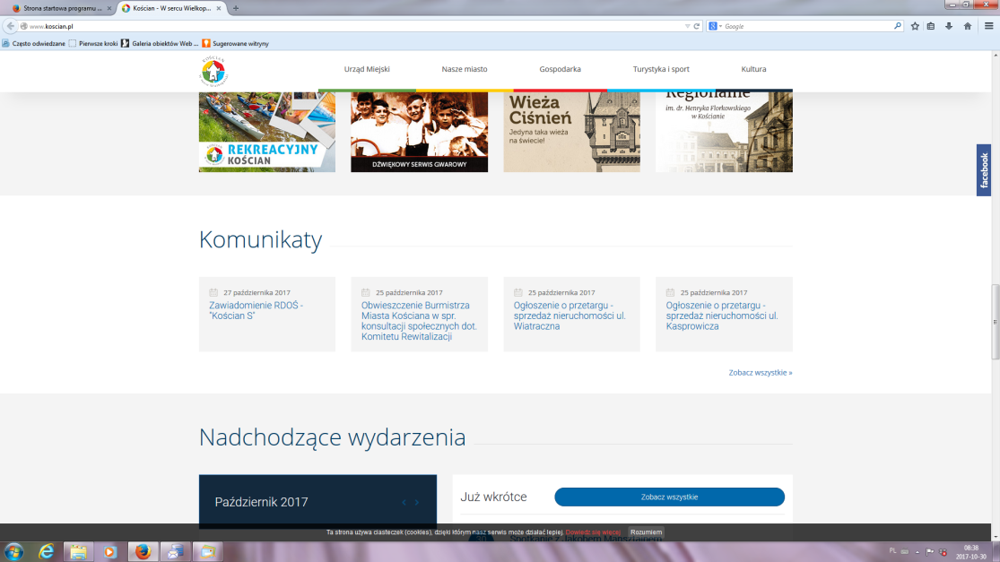 Strona startowa programu ...
Kościan - W sercu Wielkop...
www.koscian.pl
Google
Często odwiedzane
Pierwsze kroki
Galeria obiektów Web ...
Sugerowane witryny
KOŚCIAN
Urząd Miejski
Nasze miasto
Gospodarka
Turystyka i sport
Kultura
REKREACYJNY
KOŚCIAN
DŹWIĘKOWY SERWIS GWAROWY
Wieża
Ciśnień
Jedyna taka wieża
na świecie!
Regionalne
im. dr. Henryka Florkowskiego
w Kościanie
facebook
Komunikaty
27 października 2017
Zawiadomienie RDOŚ -
"Kościan S"
25 października 2017
Obwieszczenie Burmistrza
Miasta Kościana w spr.
konsultacji społecznych dot.
Komitetu Rewitalizacji
25 października 2017
Ogłoszenie o przetargu -
sprzedaż nieruchomości ul.
Wiatraczna
25 października 2017
Ogłoszenie o przetargu -
sprzedaż nieruchomości ul.
Kasprowicza
Zobacz wszystkie »
Nadchodzące wydarzenia
Październik 2017
Już wkrótce
Zobacz wszystkie
Ta strona używa ciasteczek (cookies), dzięki którym nasz serwis może działać lepiej. Dowiedz się więcej Rozumiem
Spotkanie z Jakobem Mansztajnem
PL
08:38
2017-10-30